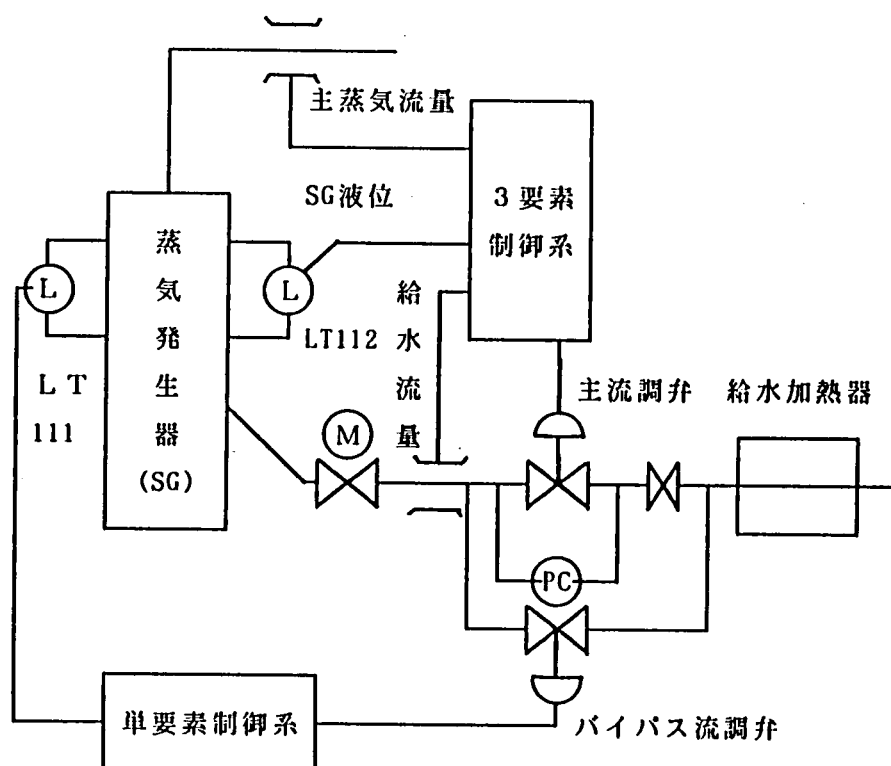 主蒸気流量
SG液位
3要素
制御系
蒸気発生器
(SG)
L
L
LT
111
LT112
給水流量
M
主流調弁
給水加熱器
PC
単要素制御系
バイパス流調弁